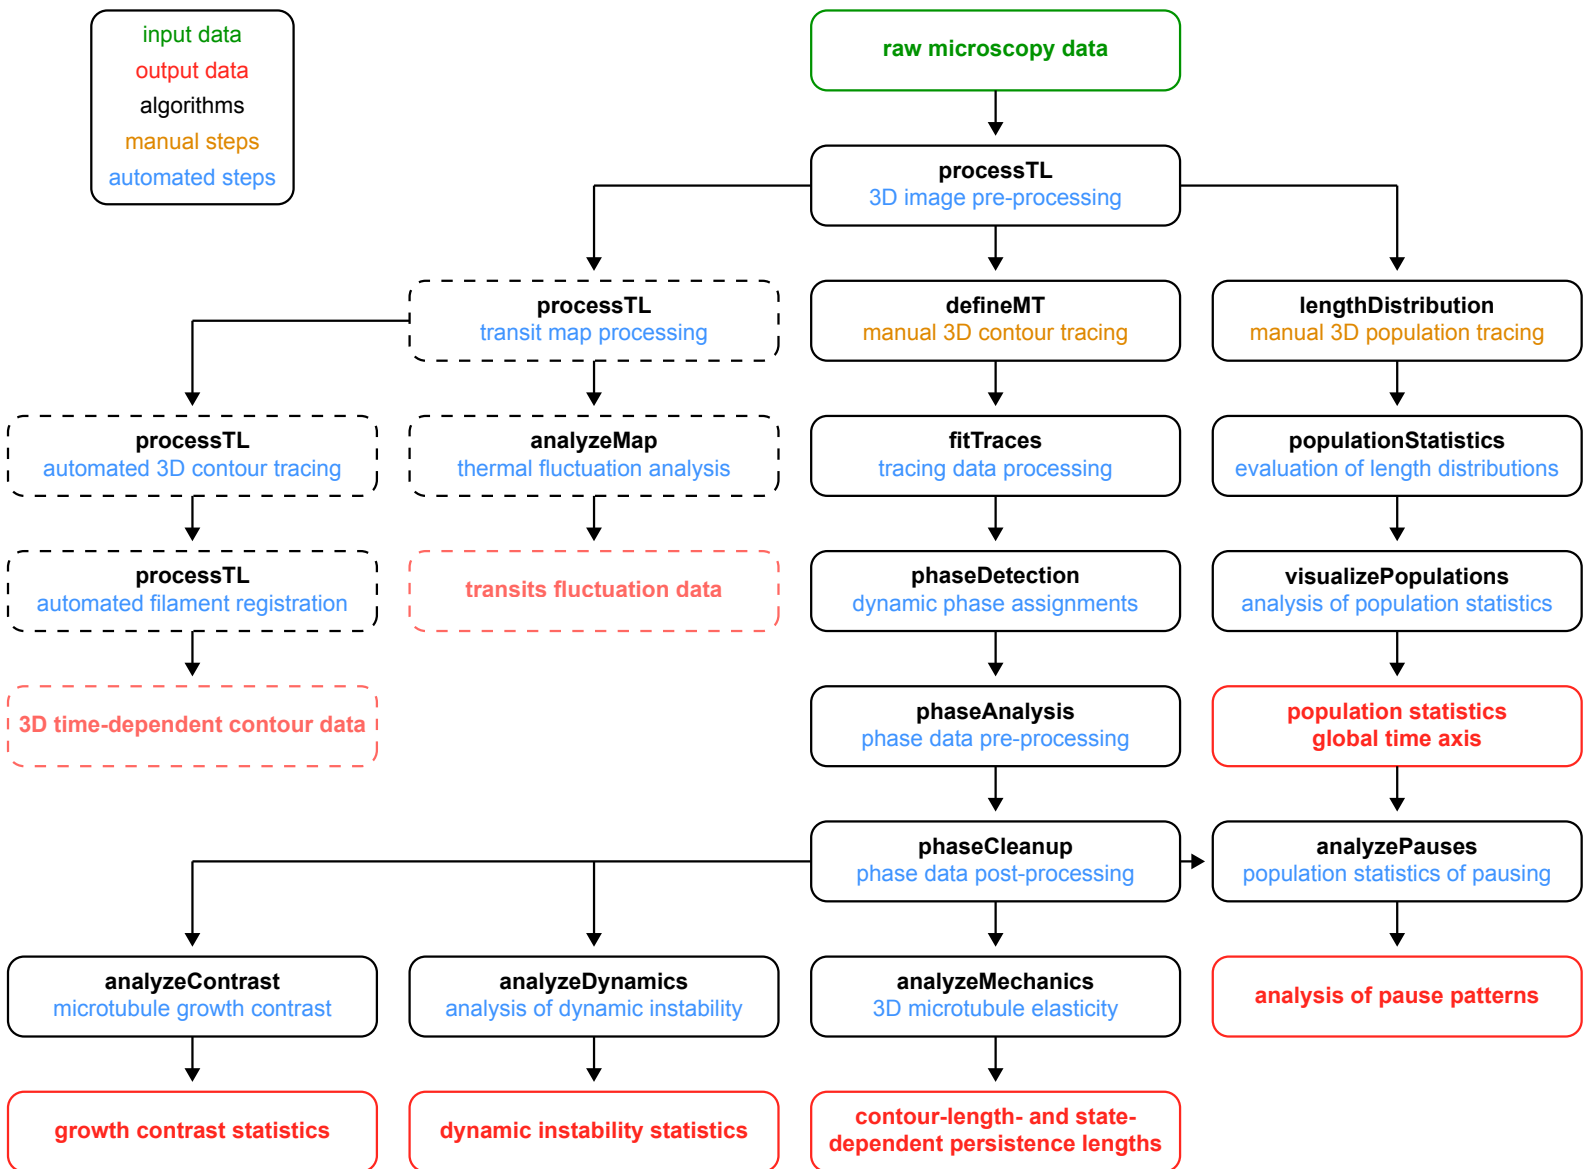 input data
output data
algorithms
manual steps
automated steps
raw microscopy data
processTL
3D image pre-processing
processTL
transit map processing
defineMT
manual 3D contour tracing
lengthDistribution
manual 3D population tracing
processTL
automated 3D contour tracing
analyzeMap
thermal fluctuation analysis
fitTraces
tracing data processing
populationStatistics
evaluation of length distributions
processTL
automated filament registration
transits fluctuation data
phaseDetection
dynamic phase assignments
visualizePopulations
analysis of population statistics
3D time-dependent contour data
phaseAnalysis
phase data pre-processing
population statistics
global time axis
phaseCleanup
phase data post-processing
analyzePauses
population statistics of pausing
analyzeContrast
microtubule growth contrast
analyzeDynamics
analysis of dynamic instability
analyzeMechanics
3D microtubule elasticity
analysis of pause patterns
growth contrast statistics
dynamic instability statistics
contour-length- and state-
dependent persistence lengths